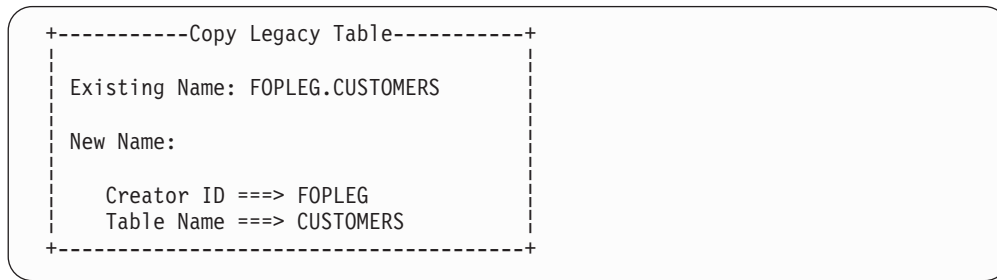 +-----------Copy Legacy Table-----------+
Existing Name: FOPLEG.CUSTOMERS
New Name:
Creator ID ===> FOPLEG
Table Name ===> CUSTOMERS
+---------------------------------------+